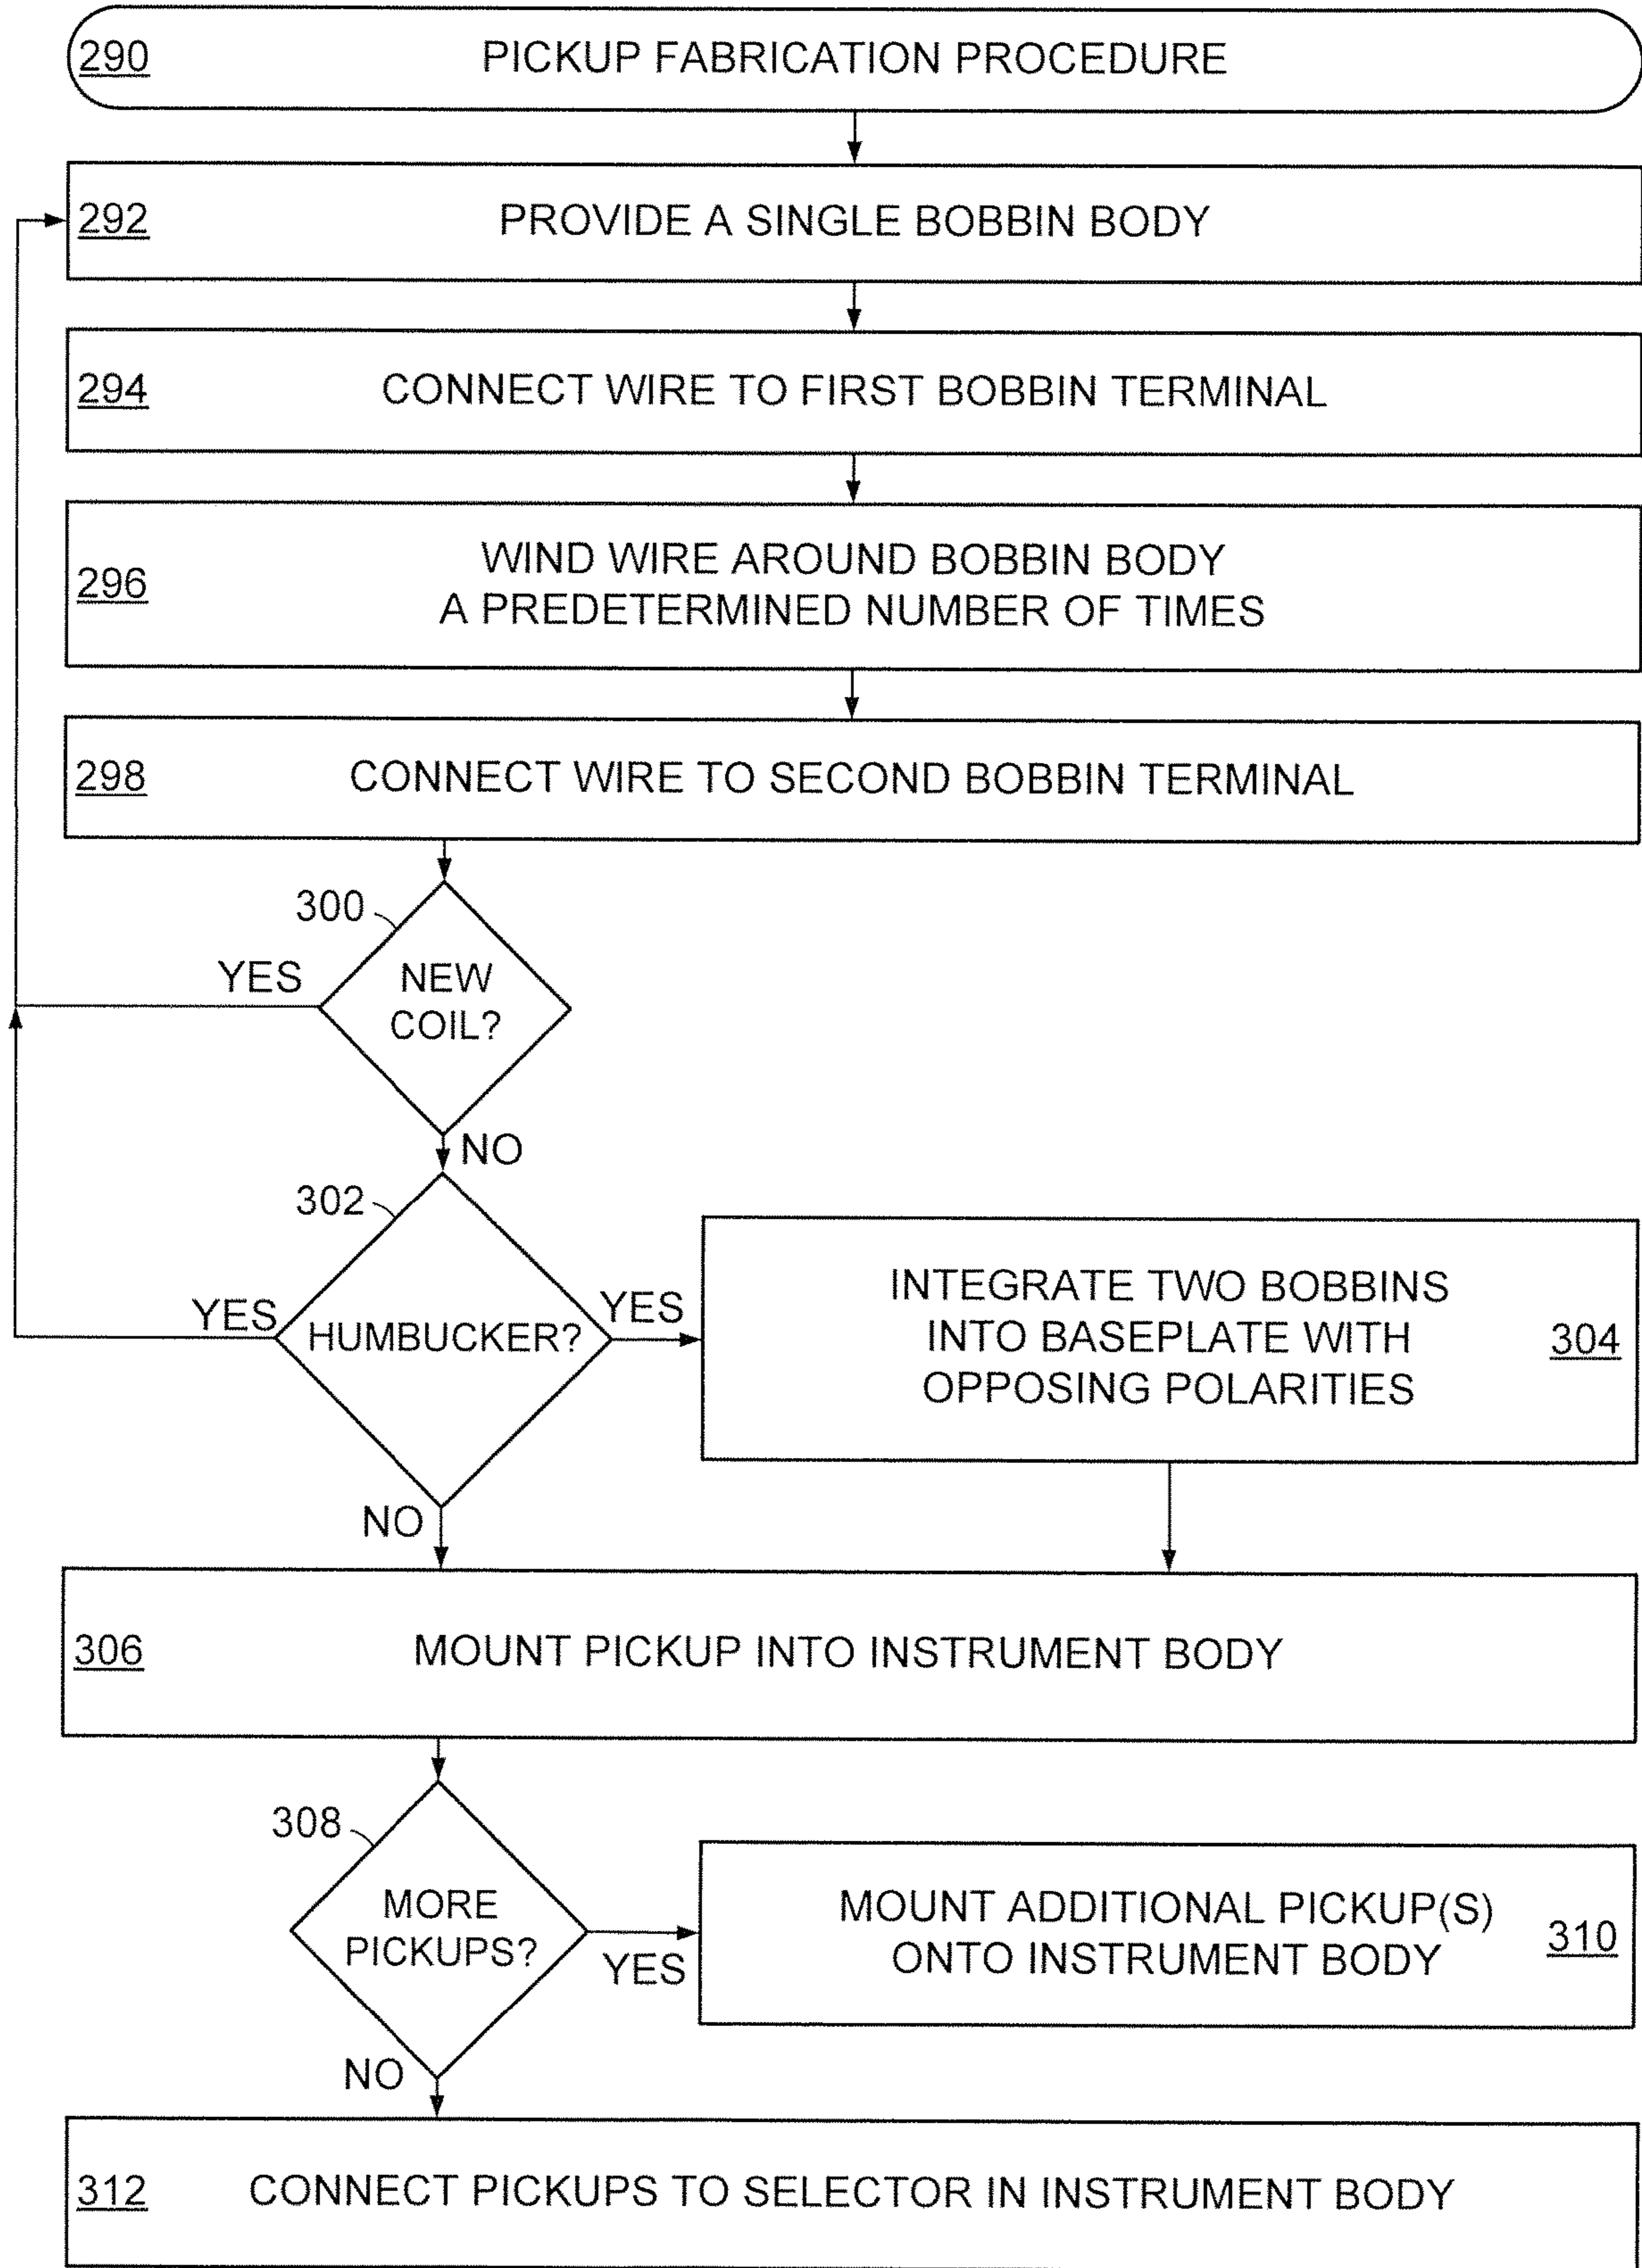 290 PICKUP FABRICATION PROCEDURE
292 PROVIDE A SINGLE BOBBIN BODY
294 CONNECT WIRE TO FIRST BOBBIN TERMINAL
296
WIND WIRE AROUND BOBBIN BODY
A PREDETERMINED NUMBER OF TIMES
298 CONNECT WIRE TO SECOND BOBBIN TERMINAL
300
YES
NEW
COIL?
NO
302
YES
HUMBUCKER?
YES
INTEGRATE TWO BOBBINS
INTO BASEPLATE WITH
OPPOSING POLARITIES
304
NO
306 MOUNT PICKUP INTO INSTRUMENT BODY
308
MORE
PICKUPS?
YES
MOUNT ADDITIONAL PICKUP(S)
ONTO INSTRUMENT BODY
310
NO
312 CONNECT PICKUPS TO SELECTOR IN INSTRUMENT BODY